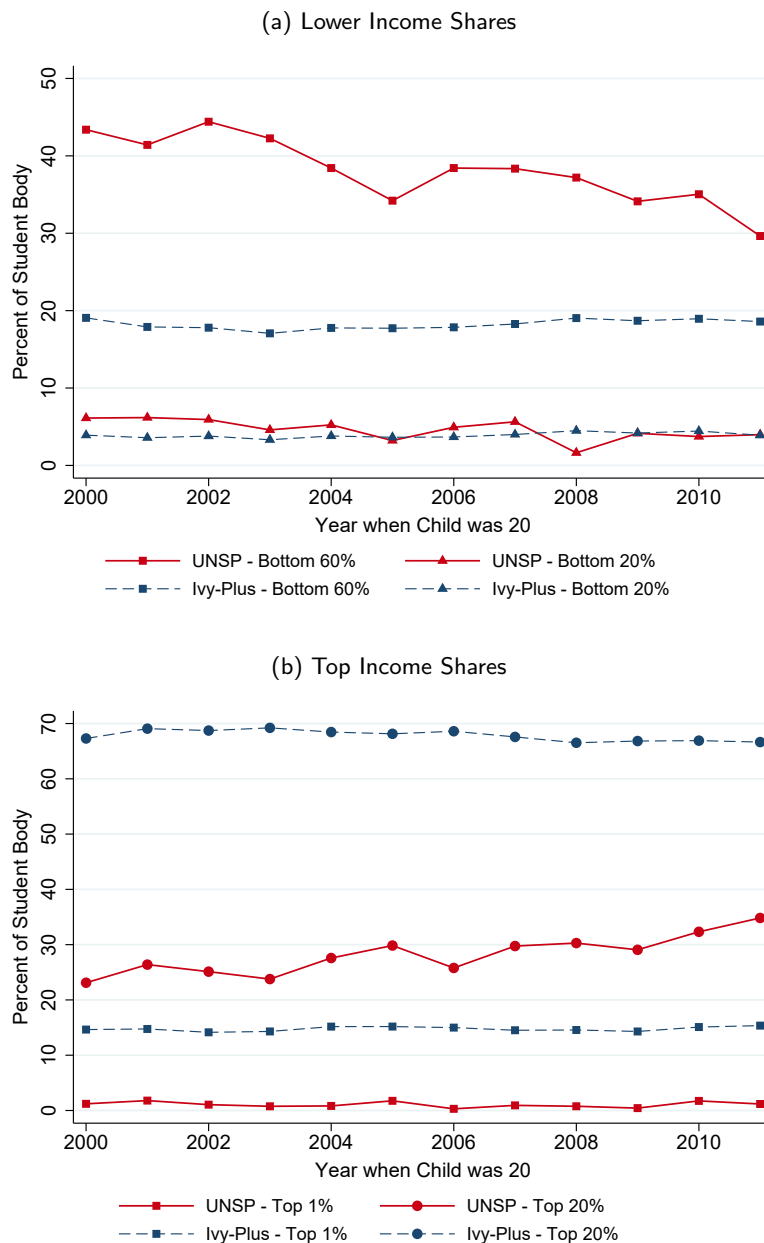 (a) Lower Income Shares
50
40
30
20
10
0
Percent of Student Body
2000 2002 2004 2006 2008 2010
Year when Child was 20
UNSP - Bottom 60% UNSP - Bottom 20%
Ivy-Plus - Bottom 60% Ivy-Plus - Bottom 20%
(b) Top Income Shares
70
60
50
40
30
20
10
0
Percent of Student Body
2000 2002 2004 2006 2008 2010
Year when Child was 20
UNSP - Top 1% UNSP - Top 20%
Ivy-Plus - Top 1% Ivy-Plus - Top 20%